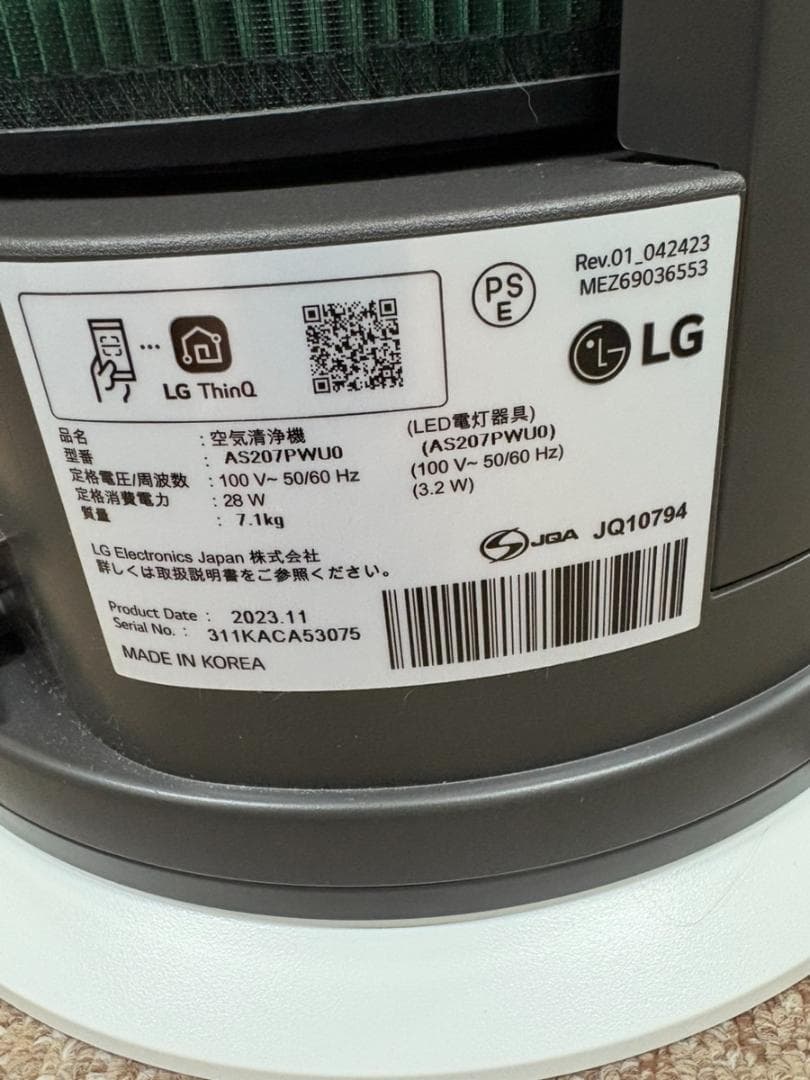 LG ThinQ
PS
E
Rev.01_042423
MEZ69036553
LG
品名 : 空気清浄機
型番 : AS207PWU0
定格電圧/周波数 : 100 V~ 50/60 Hz
定格消費電力 : 28 W
質量 : 7.1kg
(LED電灯器具)
(AS207PWU0)
(100 V~ 50/60 Hz)
(3.2 W)
LG Electronics Japan 株式会社
詳しくは取扱説明書をご参照ください。
JQA JQ10794
Product Date : 2023.11
Serial No. : 311KACA53075
MADE IN KOREA